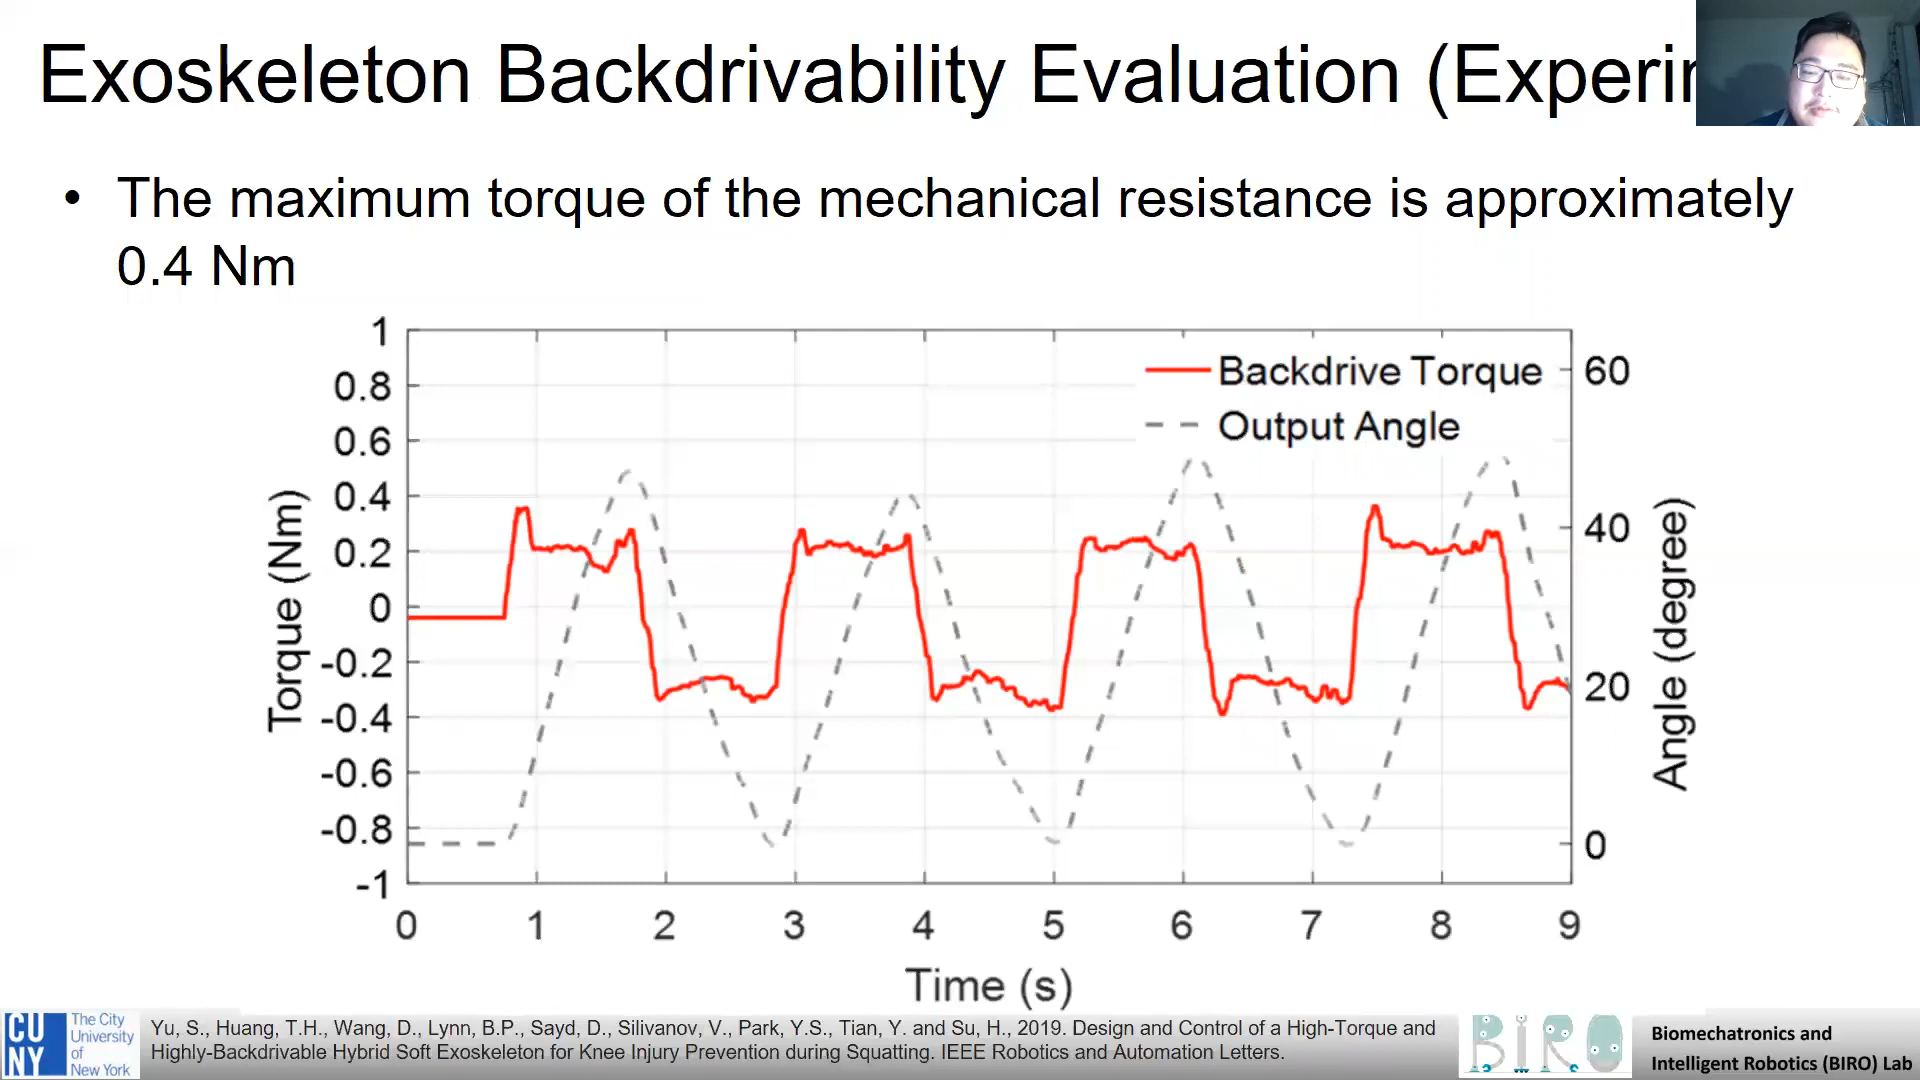 Exoskeleton Backdrivability Evaluation (Experi
• The maximum torque of the mechanical resistance is approximately
0.4 Nm
1
0.8
0.6
0.4
0.2
0
-0.2
-0.4
-0.6
-0.8
-1
Torque (Nm)
Backdrive Torque
Output Angle
60
40
20
0
Angle (degree)
0 1 2 3 4 5 6 7 8 9
Time (s)
CU
NY
The City
University
of
New York
Yu, S., Huang, T.H., Wang, D., Lynn, B.P., Sayd, D., Silivanov, V., Park, Y.S., Tian, Y. and Su, H., 2019. Design and Control of a High-Torque and
Highly-Backdrivable Hybrid Soft Exoskeleton for Knee Injury Prevention during Squatting. IEEE Robotics and Automation Letters.
BIRO
Biomechatronics and
Intelligent Robotics (BIRO) Lab